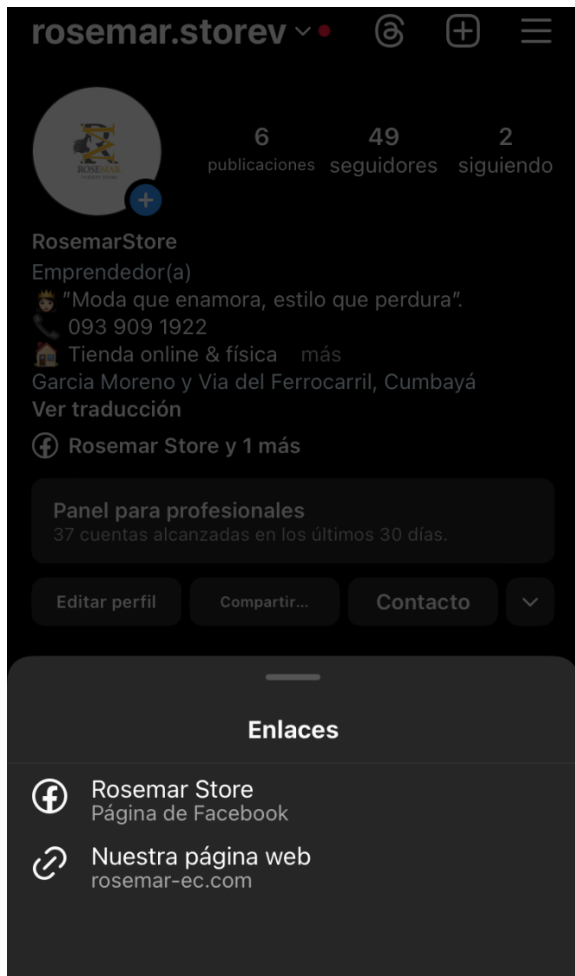 rosemar.storev
6 49 2
publicaciones seguidores siguiendo
ROSEMAR
RosemarStore
Emprendedor(a)
👸🏻 "Moda que enamora, estilo que perdura".
📞 093 909 1922
🏠 Tienda online & física más
Garcia Moreno y Via del Ferrocarril, Cumbayá
Ver traducción
Rosemar Store y 1 más
Panel para profesionales
37 cuentas alcanzadas en los últimos 30 días.
Editar perfil Compartir... Contacto
Enlaces
Rosemar Store
Página de Facebook
Nuestra página web
rosemar-ec.com